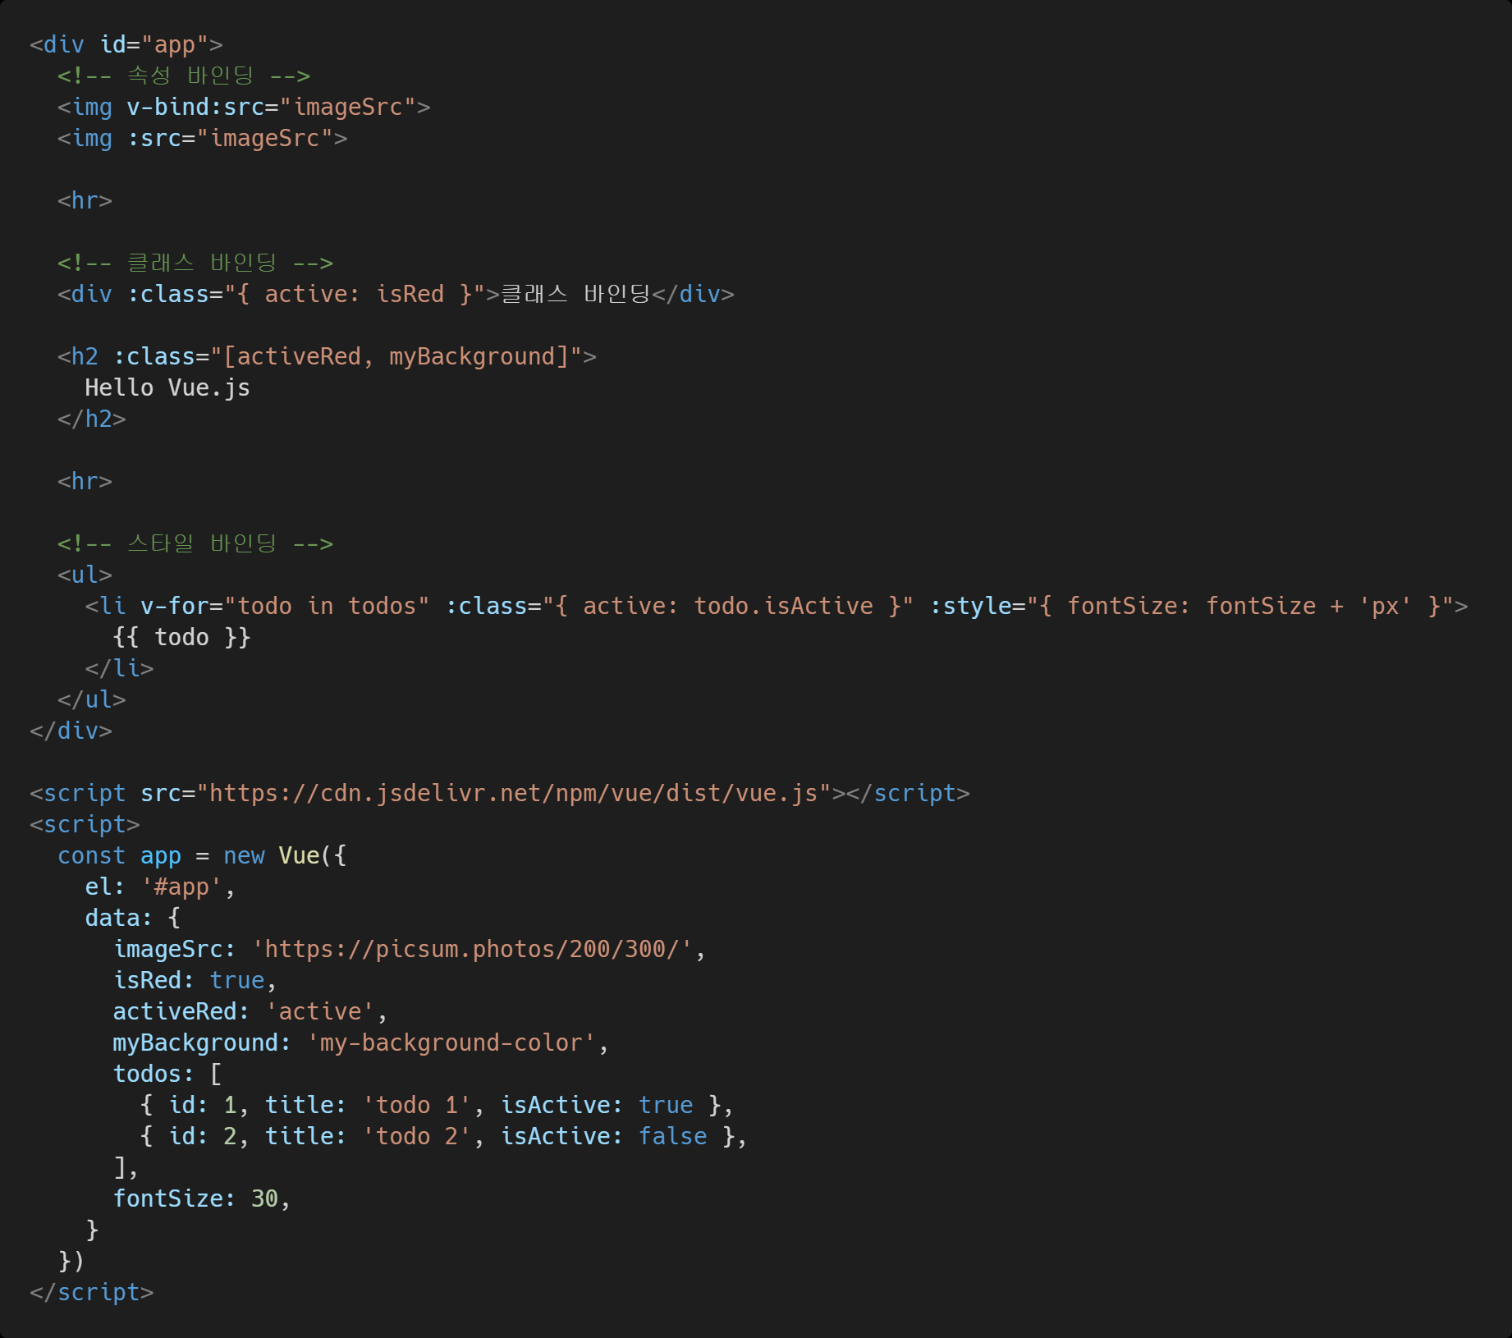 <div id="app">
  <!-- 속성 바인딩 -->
  <img v-bind:src="imageSrc">
  <img :src="imageSrc">

  <hr>

  <!-- 클래스 바인딩 -->
  <div :class="{ active: isRed }">클래스 바인딩</div>

  <h2 :class="[activeRed, myBackground]">
    Hello Vue.js
  </h2>

  <hr>

  <!-- 스타일 바인딩 -->
  <ul>
    <li v-for="todo in todos" :class="{ active: todo.isActive }" :style="{ fontSize: fontSize + 'px' }">
      {{ todo }}
    </li>
  </ul>
</div>

<script src="https://cdn.jsdelivr.net/npm/vue/dist/vue.js"></script>
<script>
  const app = new Vue({
    el: '#app',
    data: {
      imageSrc: 'https://picsum.photos/200/300/',
      isRed: true,
      activeRed: 'active',
      myBackground: 'my-background-color',
      todos: [
        { id: 1, title: 'todo 1', isActive: true },
        { id: 2, title: 'todo 2', isActive: false },
      ],
      fontSize: 30,
    }
  })
</script>